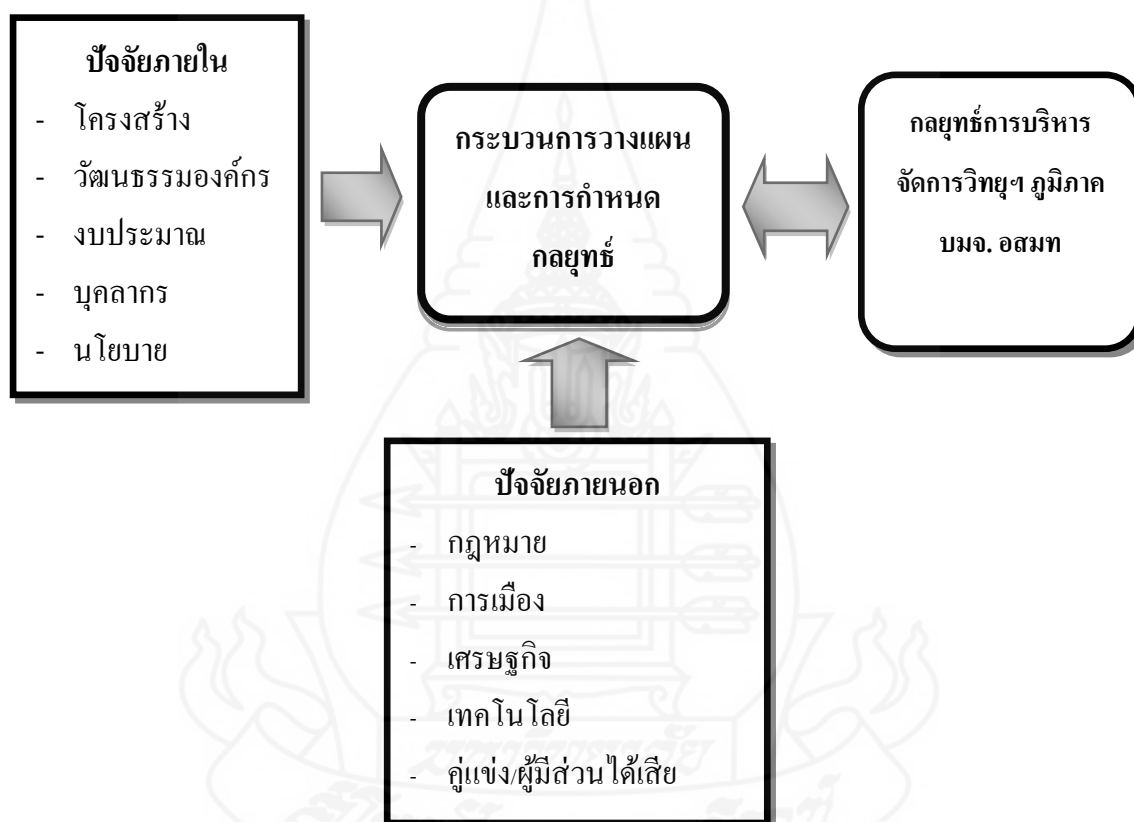 ปัจจัยภายใน
- โครงสร้าง
- วัฒนธรรมองค์กร
- งบประมาณ
- บุคลากร
- นโยบาย
กระบวนการวางแผน
และการกำหนด
กลยุทธ์
กลยุทธ์การบริหาร
จัดการวิทยุฯ ภูมิภาค
บมจ. อสมท
ปัจจัยภายนอก
- กฎหมาย
- การเมือง
- เศรษฐกิจ
- เทคโนโลยี
- คู่แข่ง/ผู้มีส่วนได้เสีย